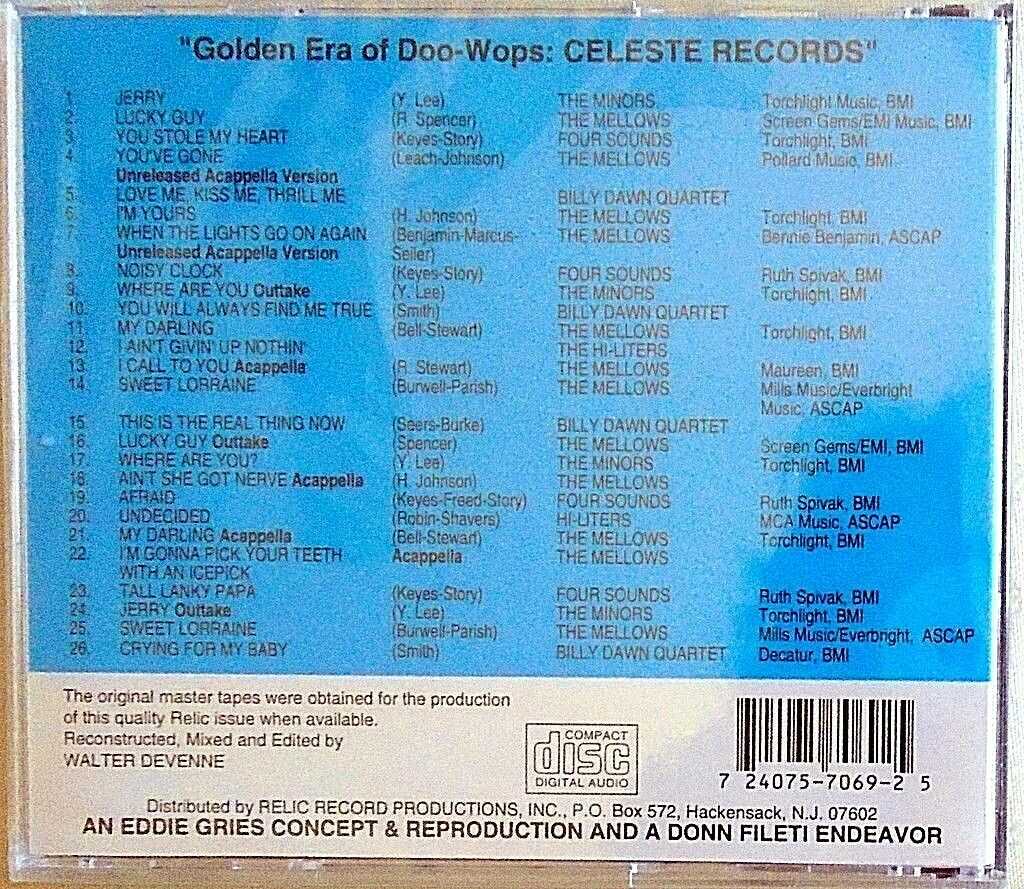 "Golden Era of Doo-Wops: CELESTE RECORDS"
1. JERRY (Y. Lee) THE MINORS Torchlight Music, BMI
2. LUCKY GUY (R. Spencer) THE MELLOWS Screen Gems/EMI Music, BMI
3. YOU STOLE MY HEART (Keyes-Story) FOUR SOUNDS Torchlight, BMI
4. YOU'VE GONE (Leach-Johnson) THE MELLOWS Pollard Music, BMI
Unreleased Acappella Version
5. LOVE ME, KISS ME, THRILL ME BILLY DAWN QUARTET
6. I'M YOURS (H. Johnson) THE MELLOWS Torchlight, BMI
7. WHEN THE LIGHTS GO ON AGAIN (Benjamin-Marcus- THE MELLOWS Bennie Benjamin, ASCAP
Unreleased Acappella Version Seiler)
8. NOISY CLOCK (Keyes-Story) FOUR SOUNDS Ruth Spivak, BMI
9. WHERE ARE YOU Outtake (Y. Lee) THE MINORS Torchlight, BMI
10. YOU WILL ALWAYS FIND ME TRUE (Smith) BILLY DAWN QUARTET
11. MY DARLING (Bell-Stewart) THE MELLOWS Torchlight, BMI
12. I AIN'T GIVIN' UP NOTHIN' THE HI-LITERS
13. I CALL TO YOU Acappella (R. Stewart) THE MELLOWS Maureen, BMI
14. SWEET LORRAINE (Burwell-Parish) THE MELLOWS Mills Music/Everbright
Music, ASCAP
15. THIS IS THE REAL THING NOW (Seers-Burke) BILLY DAWN QUARTET
16. LUCKY GUY Outtake (Spencer) THE MELLOWS Screen Gems/EMI, BMI
17. WHERE ARE YOU? (Y. Lee) THE MINORS Torchlight, BMI
18. AIN'T SHE GOT NERVE Acappella (H. Johnson) THE MELLOWS
19. AFRAID (Keyes-Freed-Story) FOUR SOUNDS Ruth Spivak, BMI
20. UNDECIDED (Robin-Shavers) HI-LITERS MCA Music, ASCAP
21. MY DARLING Acappella (Bell-Stewart) THE MELLOWS Torchlight, BMI
22. I'M GONNA PICK YOUR TEETH Acappella THE MELLOWS
WITH AN ICEPICK
23. TALL LANKY PAPA (Keyes-Story) FOUR SOUNDS Ruth Spivak, BMI
24. JERRY Outtake (Y. Lee) THE MINORS Torchlight, BMI
25. SWEET LORRAINE (Burwell-Parish) THE MELLOWS Mills Music/Everbright, ASCAP
26. CRYING FOR MY BABY (Smith) BILLY DAWN QUARTET Decatur, BMI
The original master tapes were obtained for the production
of this quality Relic issue when available.
Reconstructed, Mixed and Edited by
WALTER DEVENNE
COMPACT
disc
DIGITAL AUDIO
7 24075-7069-2 5
Distributed by RELIC RECORD PRODUCTIONS, INC., P.O. Box 572, Hackensack, N.J. 07602
AN EDDIE GRIES CONCEPT & REPRODUCTION AND A DONN FILETI ENDEAVOR